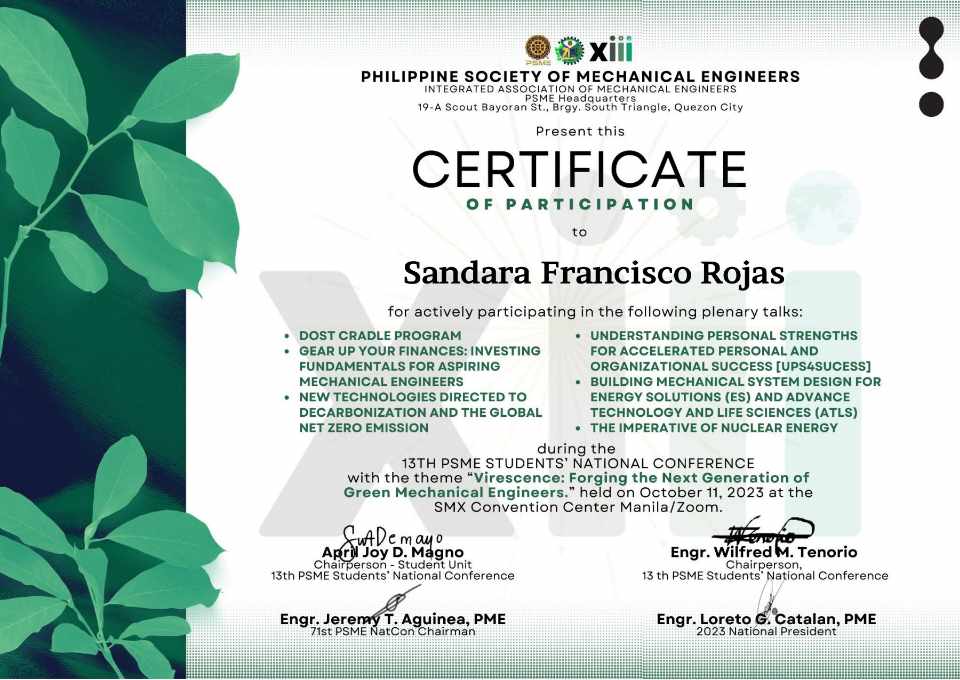 PSME
xiii
PHILIPPINE SOCIETY OF MECHANICAL ENGINEERS
INTEGRATED ASSOCIATION OF MECHANICAL ENGINEERS
PSME Headquarters
19-A Scout Bayoran St., Brgy. South Triangle, Quezon City
Present this
CERTIFICATE
OF PARTICIPATION
to
Sandara Francisco Rojas
for actively participating in the following plenary talks:
• DOST CRADLE PROGRAM
• GEAR UP YOUR FINANCES: INVESTING
FUNDAMENTALS FOR ASPIRING
MECHANICAL ENGINEERS
• NEW TECHNOLOGIES DIRECTED TO
DECARBONIZATION AND THE GLOBAL
NET ZERO EMISSION
• UNDERSTANDING PERSONAL STRENGTHS
FOR ACCELERATED PERSONAL AND
ORGANIZATIONAL SUCCESS [UPS4SUCESS]
• BUILDING MECHANICAL SYSTEM DESIGN FOR
ENERGY SOLUTIONS (ES) AND ADVANCE
TECHNOLOGY AND LIFE SCIENCES (ATLS)
• THE IMPERATIVE OF NUCLEAR ENERGY
during the
13TH PSME STUDENTS' NATIONAL CONFERENCE
with the theme “Virescence: Forging the Next Generation of
Green Mechanical Engineers.” held on October 11, 2023 at the
SMX Convention Center Manila/Zoom.
April Joy D. Magno
Chairperson - Student Unit
13th PSME Students' National Conference
WTenorio
Engr. Wilfred M. Tenorio
Chairperson,
13 th PSME Students' National Conference
Engr. Jeremy T. Aguinea, PME
71st PSME NatCon Chairman
Engr. Loreto G. Catalan, PME
2023 National President